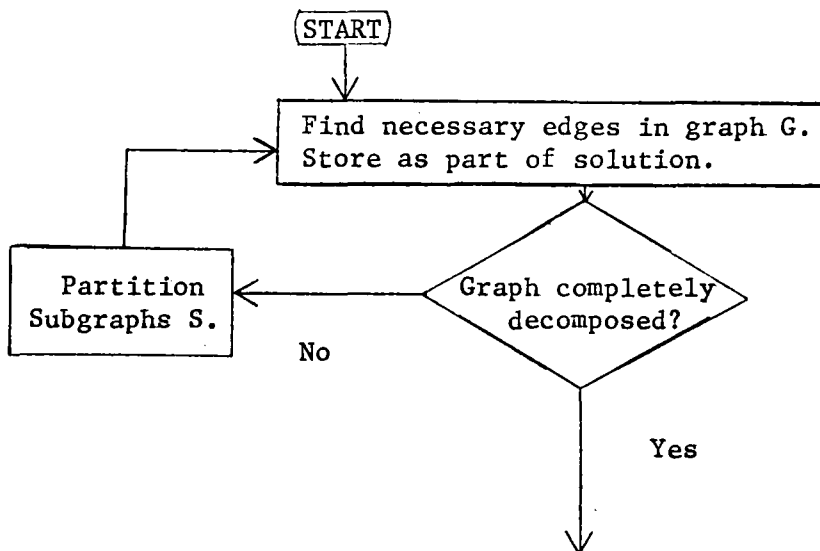 START
Find necessary edges in graph G.
Store as part of solution.
Graph completely
decomposed?
Partition
Subgraphs S.
No
Yes